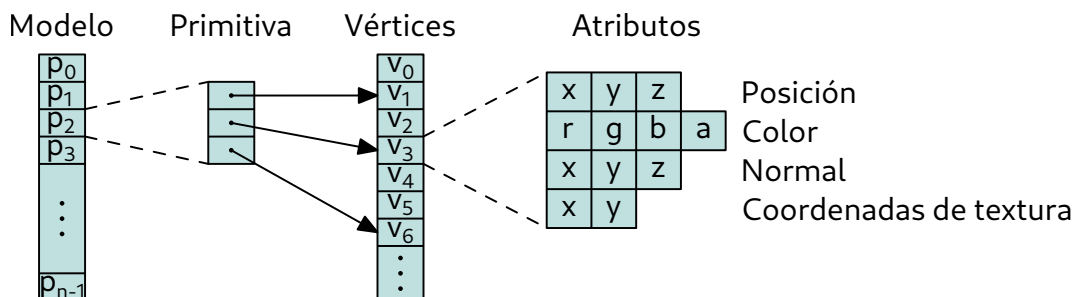 Modelo Primitiva Vértices Atributos
p0
p1
p2
p3
pn-1
v0
v1
v2
v3
v4
v5
v6
x y z Posición
r g b a Color
x y z Normal
x y Coordenadas de textura